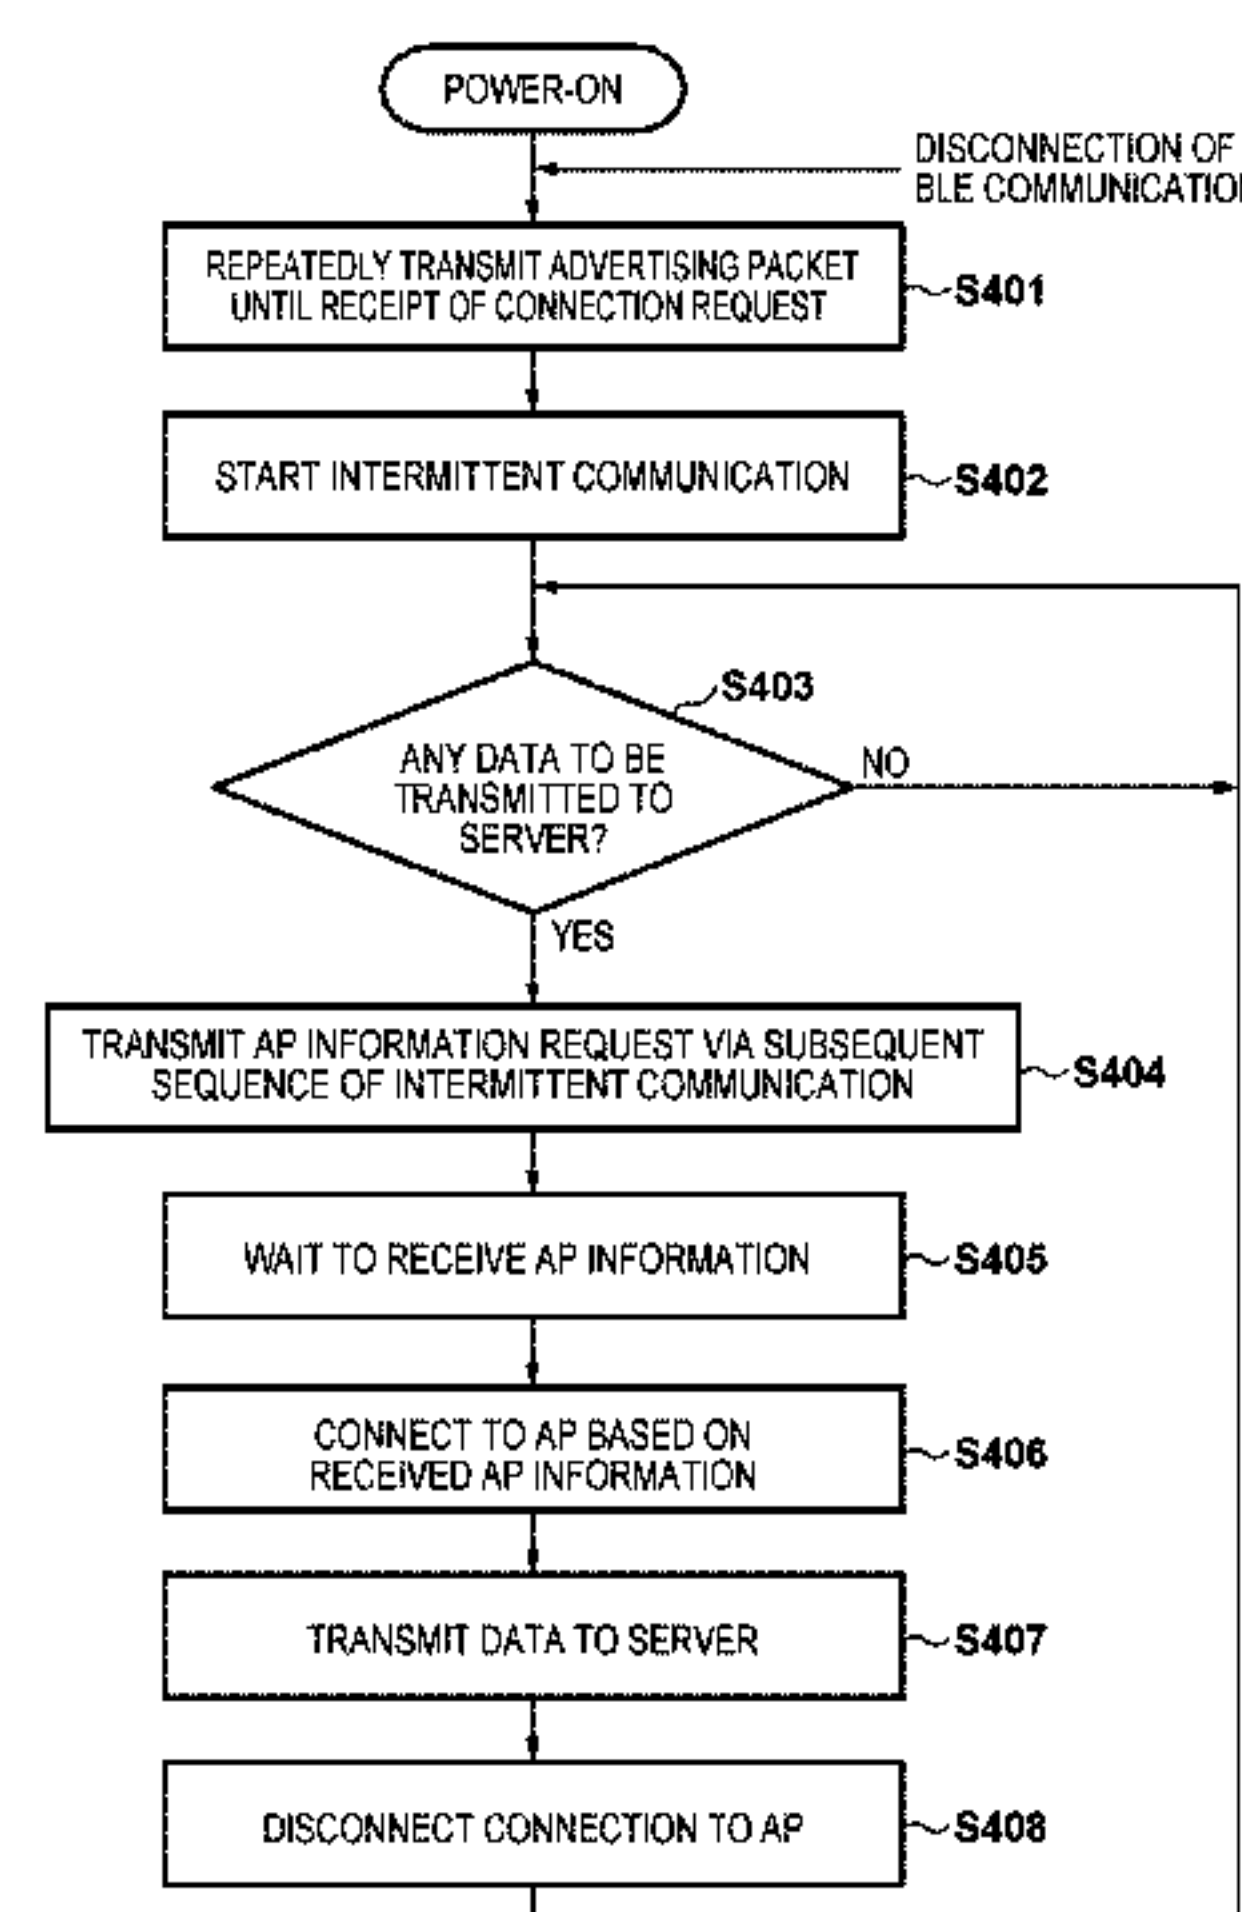 POWER-ON
DISCONNECTION OF
BLE COMMUNICATIO
REPEATEDLY TRANSMIT ADVERTISING PACKET
UNTIL RECEIPT OF CONNECTION REQUEST
S401
START INTERMITTENT COMMUNICATION
S402
S403
ANY DATA TO BE
TRANSMITTED TO
SERVER?
NO
YES
TRANSMIT AP INFORMATION REQUEST VIA SUBSEQUENT
SEQUENCE OF INTERMITTENT COMMUNICATION
S404
WAIT TO RECEIVE AP INFORMATION
S405
CONNECT TO AP BASED ON
RECEIVED AP INFORMATION
S406
TRANSMIT DATA TO SERVER
S407
DISCONNECT CONNECTION TO AP
S408